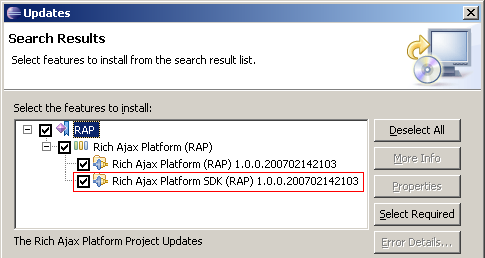 Updates
Search Results
Select features to install from the search result list.
Select the features to install:
RAP
Rich Ajax Platform (RAP)
Rich Ajax Platform (RAP) 1.0.0.200702142103
Rich Ajax Platform SDK (RAP) 1.0.0.200702142103
Deselect All
More Info
Properties
Select Required
Error Details...
The Rich Ajax Platform Project Updates